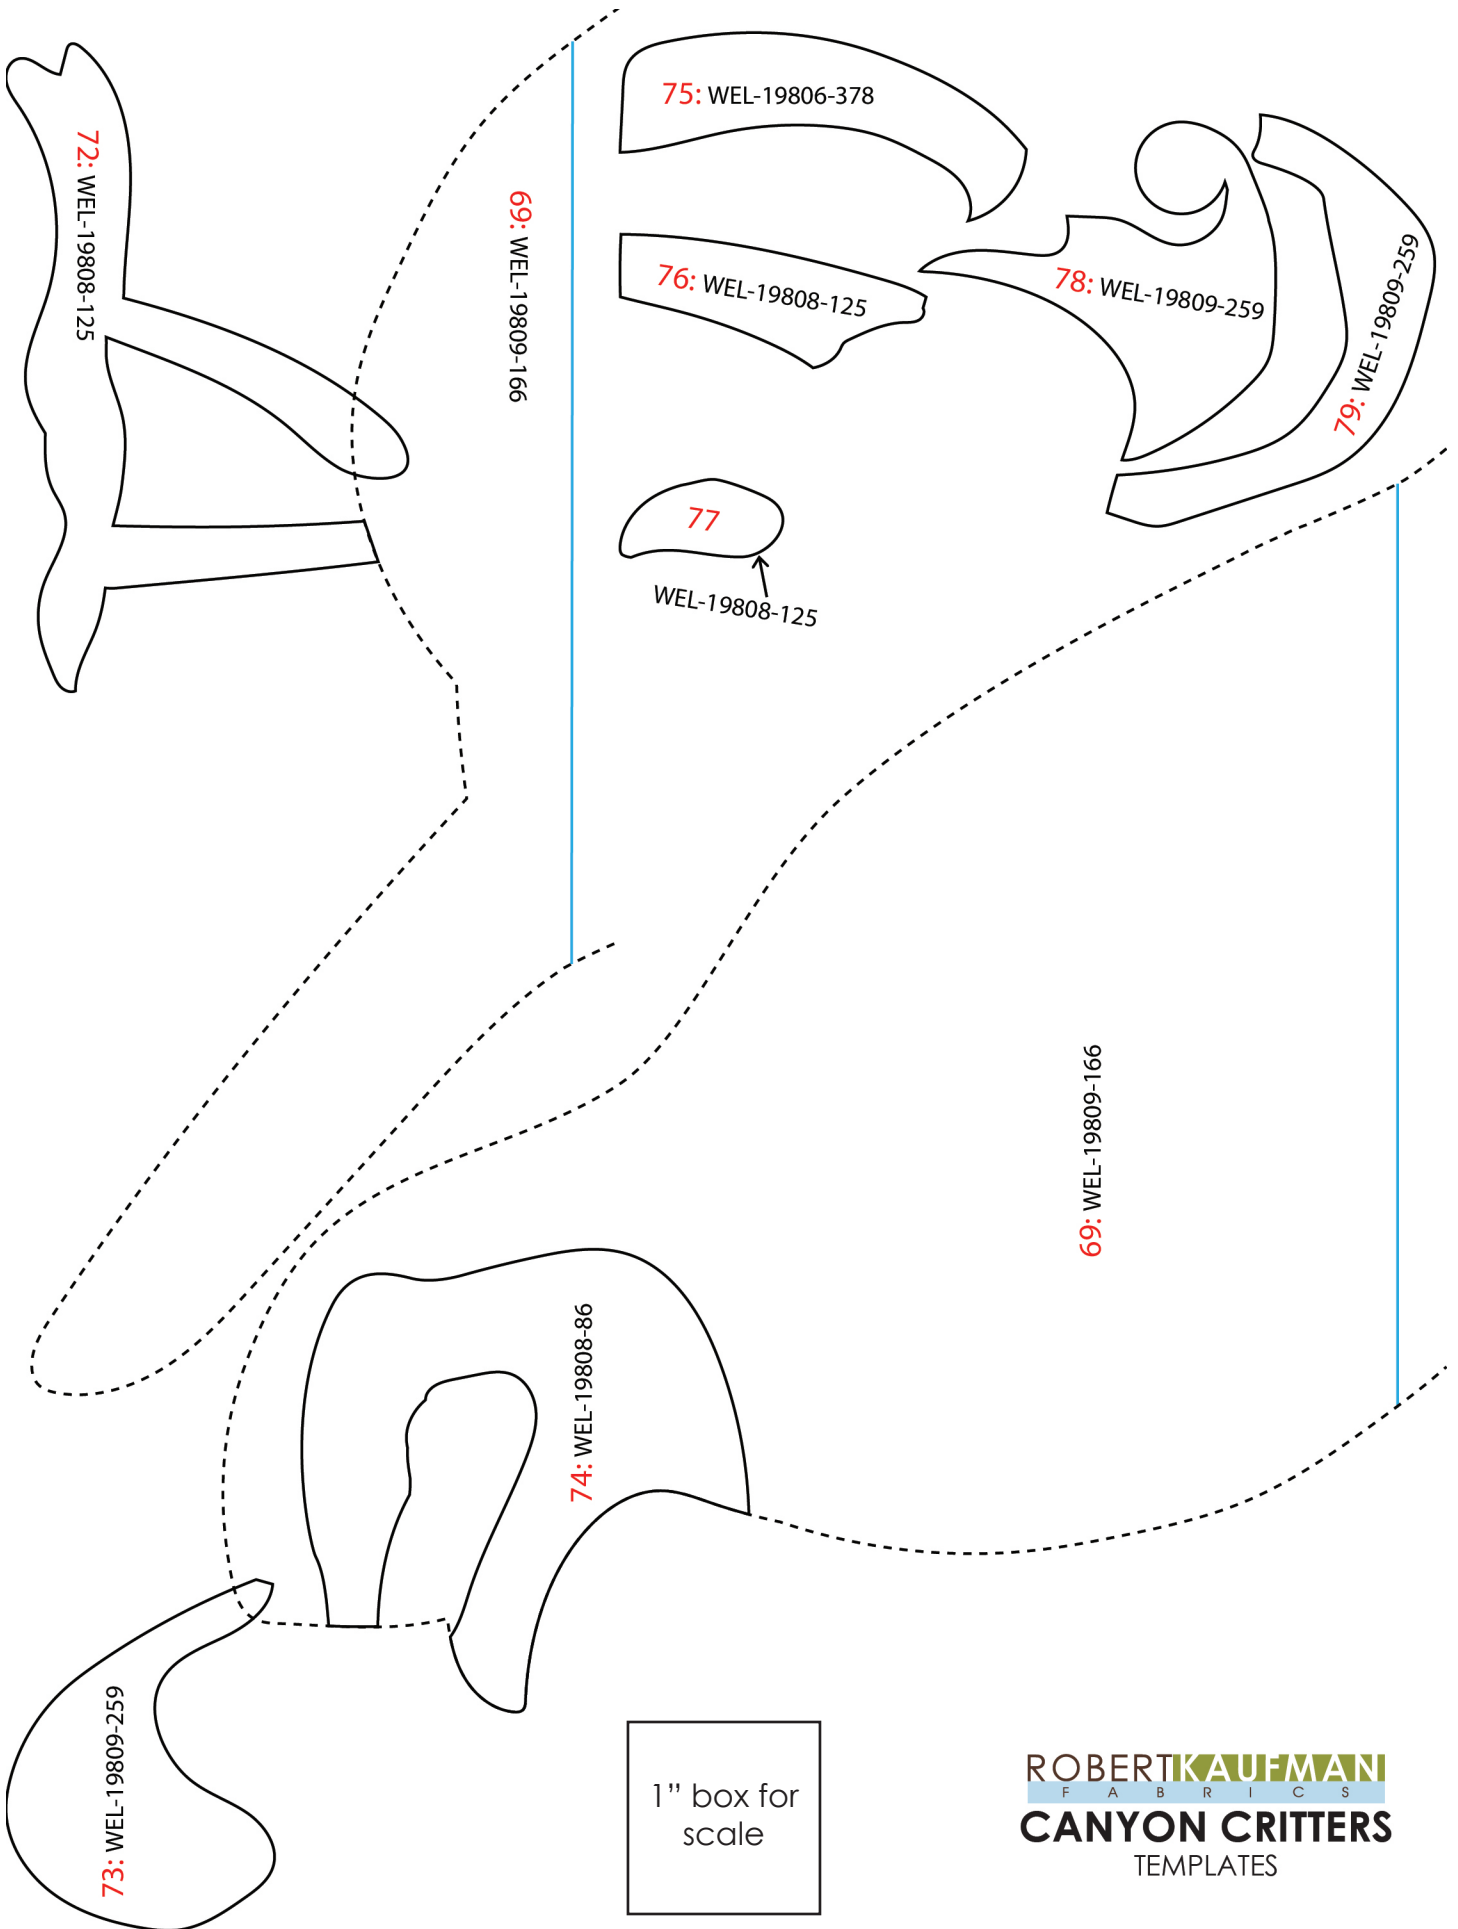 75: WEL-19806-378
72: WEL-19808-125
69: WEL-19809-166
76: WEL-19808-125
78: WEL-19809-259
79: WEL-19809-259
77
WEL-19808-125
69: WEL-19809-166
74: WEL-19808-86
73: WEL-19809-259
1” box for
scale
ROBERT KAUFMAN
FABRICS
CANYON CRITTERS
TEMPLATES